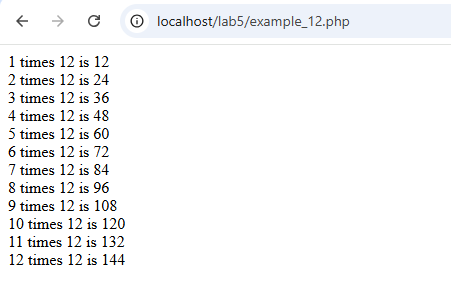 localhost/lab5/example_12.php
1 times 12 is 12
2 times 12 is 24
3 times 12 is 36
4 times 12 is 48
5 times 12 is 60
6 times 12 is 72
7 times 12 is 84
8 times 12 is 96
9 times 12 is 108
10 times 12 is 120
11 times 12 is 132
12 times 12 is 144